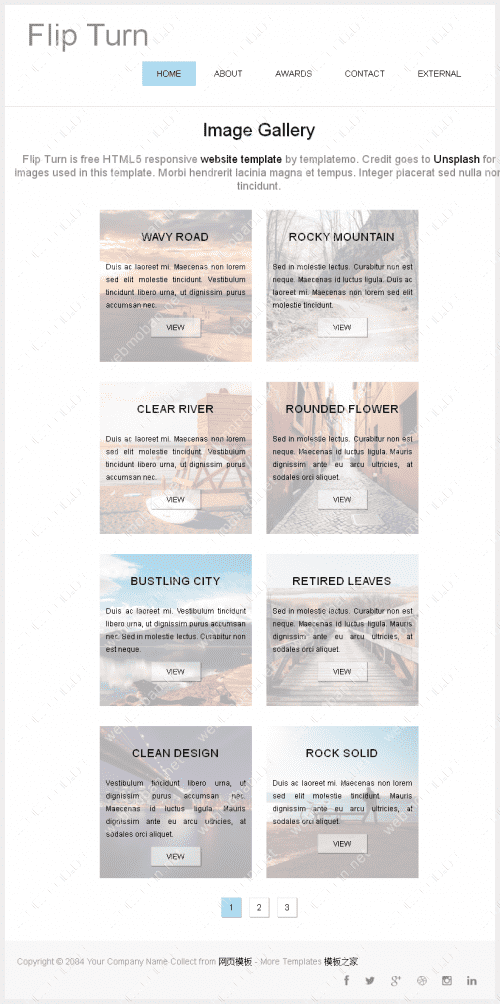 Flip Turn
HOME ABOUT AWARDS CONTACT EXTERNAL
Image Gallery
Flip Turn is free HTML5 responsive website template by templatemo. Credit goes to Unsplash for
images used in this template. Morbi hendrerit lacinia magna et tempus. Integer placerat sed nulla non
tincidunt.
WAVY ROAD
Duis ac laoreet mi. Maecenas non lorem
sed elit molestie tincidunt. Vestibulum
tincidunt libero urna, ut dignissim purus
accumsan nec.
VIEW
ROCKY MOUNTAIN
Sed in molestie lectus. Curabitur non est
neque. Maecenas id luctus ligula. Duis ac
laoreet mi. Maecenas non lorem sed elit
molestie tincidunt.
VIEW
CLEAR RIVER
Duis ac laoreet mi. Maecenas non lorem
sed elit molestie tincidunt. Vestibulum
tincidunt libero urna, ut dignissim purus
accumsan nec.
VIEW
ROUNDED FLOWER
Sed in molestie lectus. Curabitur non est
neque. Maecenas id luctus ligula. Mauris
dignissim ante eu arcu ultricies, at
sodales orci aliquet.
VIEW
BUSTLING CITY
Duis ac laoreet mi. Vestibulum tincidunt
libero urna, ut dignissim purus accumsan
nec. Sed in molestie lectus. Curabitur non
est neque.
VIEW
RETIRED LEAVES
Sed in molestie lectus. Curabitur non est
neque. Maecenas id luctus ligula. Mauris
dignissim ante eu arcu ultricies, at
sodales orci aliquet.
VIEW
CLEAN DESIGN
Vestibulum tincidunt libero urna, ut
dignissim purus accumsan nec.
Maecenas id luctus ligula. Mauris
dignissim ante eu arcu ultricies, at
sodales orci aliquet.
VIEW
ROCK SOLID
Duis ac laoreet mi. Maecenas non lorem
sed elit molestie tincidunt. Mauris
dignissim ante eu arcu ultricies, at
sodales orci aliquet.
VIEW
1 2 3
Copyright © 2084 Your Company Name Collect from 网页模板 - More Templates 模板之家